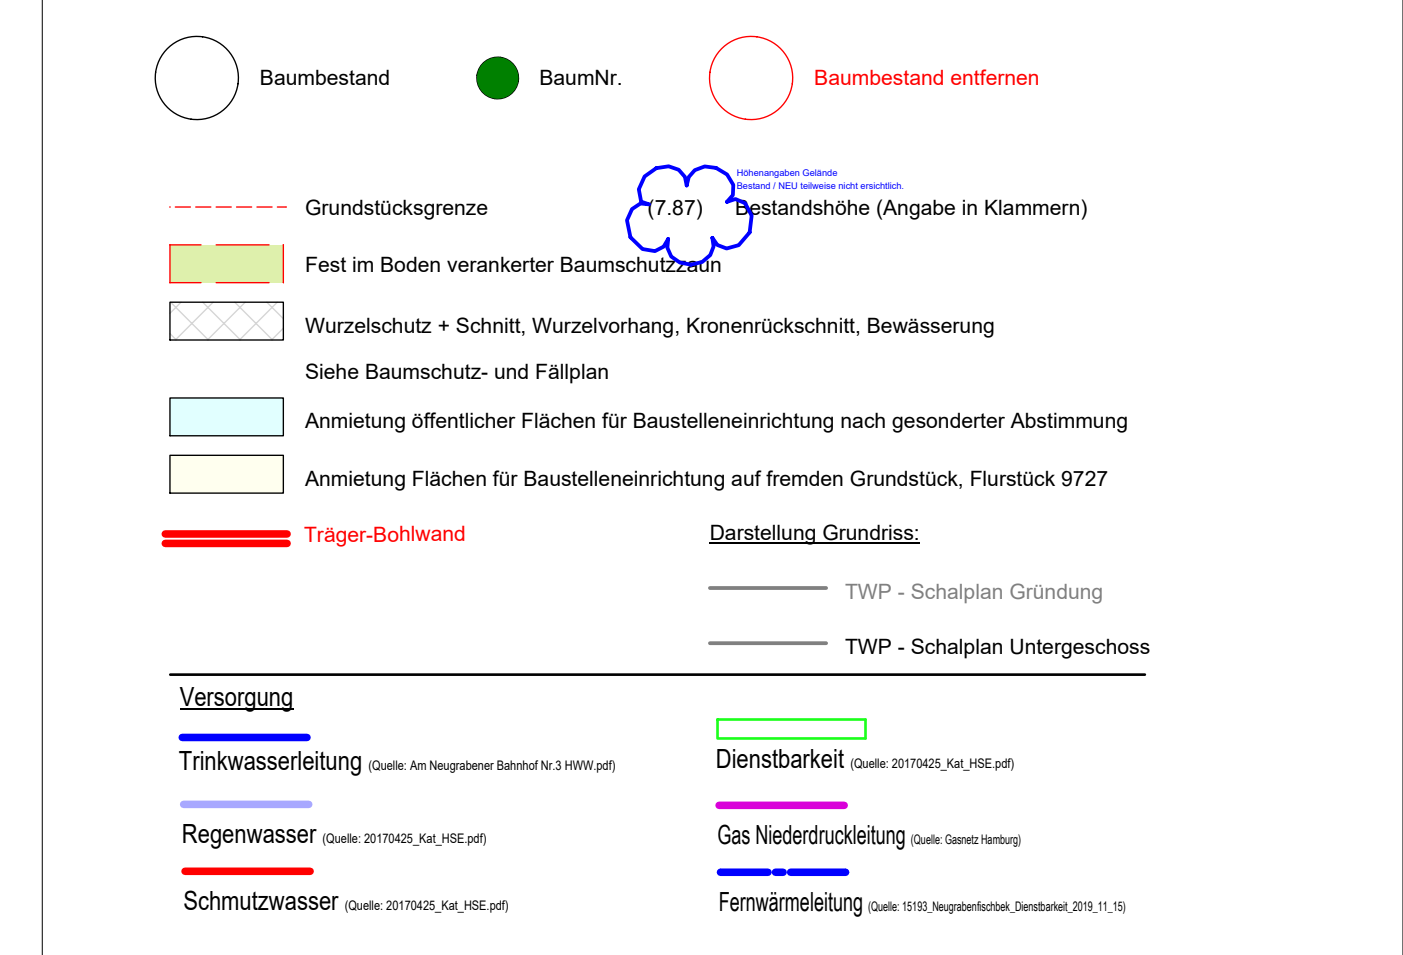 Baumbestand
BaumNr.
Baumbestand entfernen
Höhenangaben Gelände
Bestand / NEU teilweise nicht ersichtlich.
Grundstücksgrenze
(7.87)
Bestandshöhe (Angabe in Klammern)
Fest im Boden verankerter Baumschutzzaun
Wurzelschutz + Schnitt, Wurzelvorhang, Kronenrückschnitt, Bewässerung
Siehe Baumschutz- und Fällplan
Anmietung öffentlicher Flächen für Baustelleneinrichtung nach gesonderter Abstimmung
Anmietung Flächen für Baustelleneinrichtung auf fremden Grundstück, Flurstück 9727
Träger-Bohlwand
Darstellung Grundriss:
TWP - Schalplan Gründung
TWP - Schalplan Untergeschoss
Versorgung
Trinkwasserleitung (Quelle: Am Neugrabener Bahnhof Nr.3 HWW.pdf)
Dienstbarkeit (Quelle: 20170425_Kat_HSE.pdf)
Regenwasser (Quelle: 20170425_Kat_HSE.pdf)
Gas Niederdruckleitung (Quelle: Gasnetz Hamburg)
Schmutzwasser (Quelle: 20170425_Kat_HSE.pdf)
Fernwärmeleitung (Quelle: 15193_Neugrabenfischbek_Dienstbarkeit_2019_11_15)